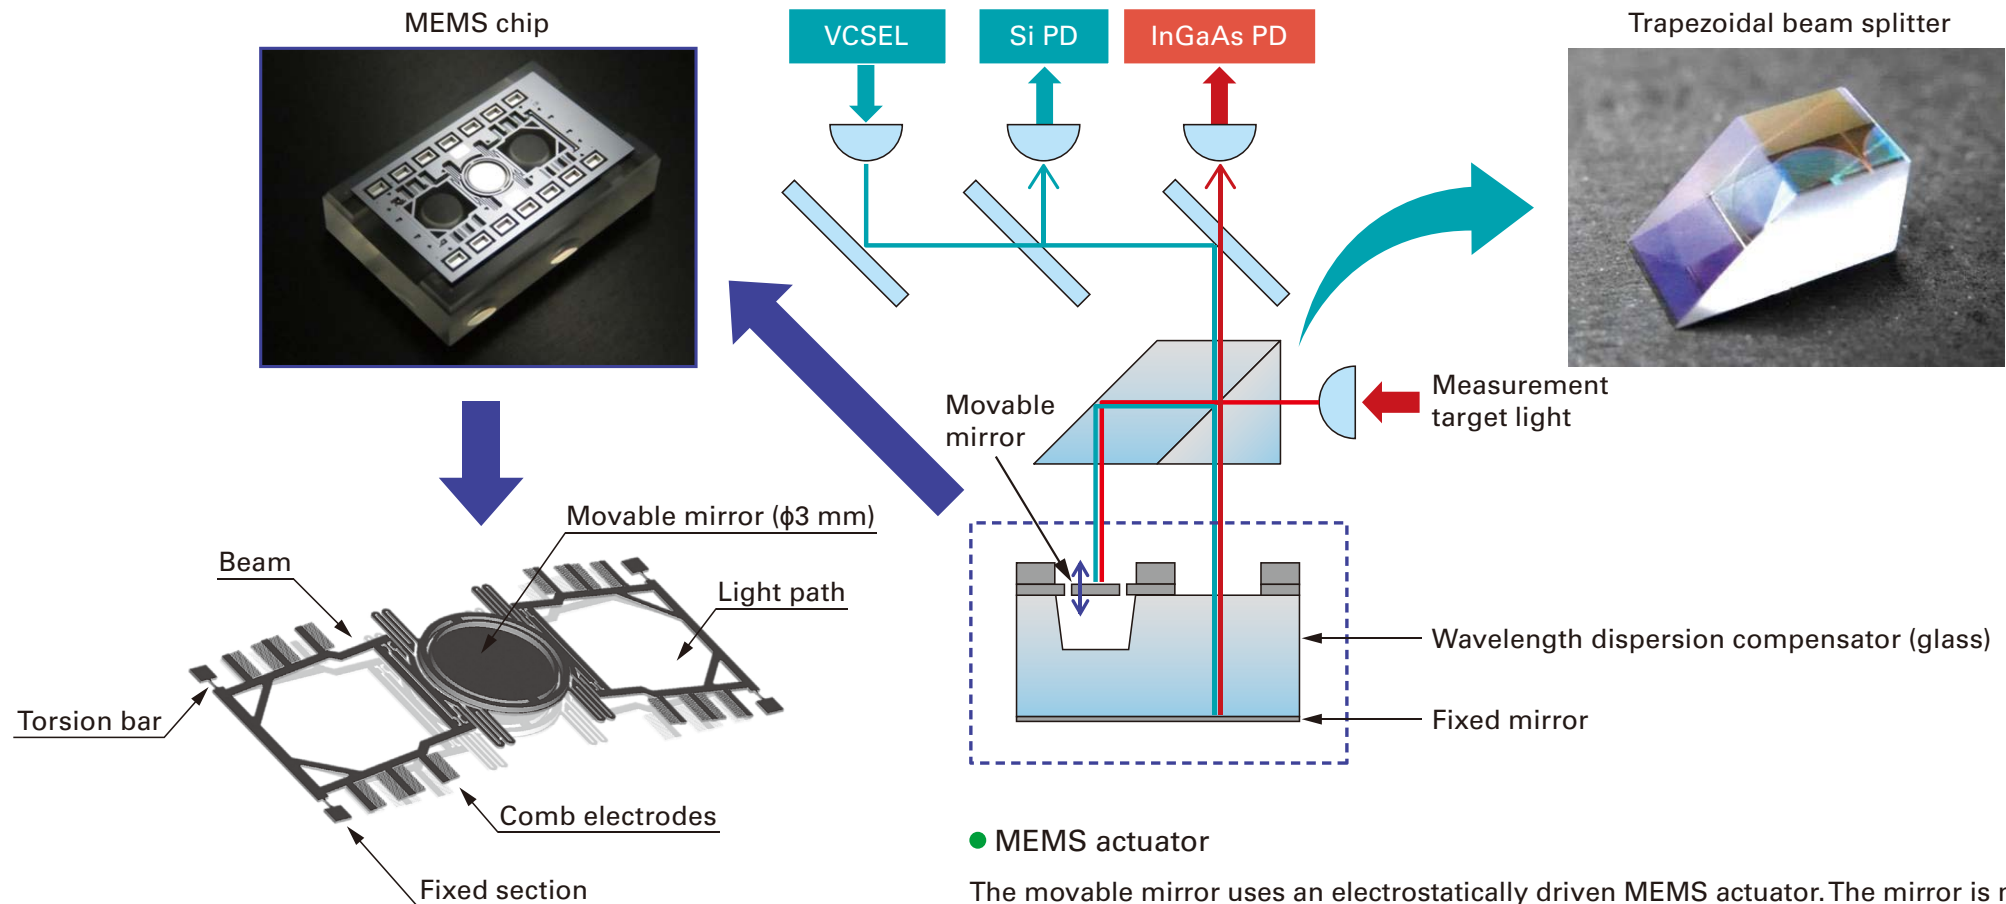 MEMS chip
VCSEL
Si PD
InGaAs PD
Trapezoidal beam splitter
Measurement
target light
Movable
mirror
Movable mirror (ϕ3 mm)
Beam
Light path
Torsion bar
Comb electrodes
Fixed section
Wavelength dispersion compensator (glass)
Fixed mirror
● MEMS actuator
The movable mirror uses an electrostatically driven MEMS actuator. The mirror is